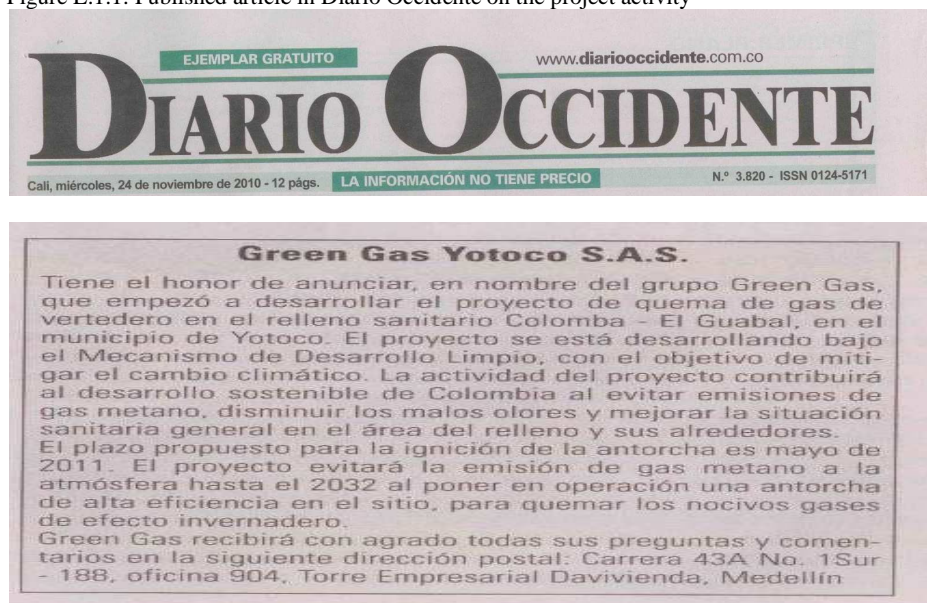 Figure E.1.1. Published article in Diario Occidente on the project activity
EJEMPLAR GRATUITO
www.diariooccidente.com.co
DIARIO OCCIDENTE
Cali, miércoles, 24 de noviembre de 2010 - 12 págs.
LA INFORMACIÓN NO TIENE PRECIO
N.º 3.820 - ISSN 0124-5171
Green Gas Yotoco S.A.S.
Tiene el honor de anunciar, en nombre del grupo Green Gas,
que empezó a desarrollar el proyecto de quema de gas de
vertedero en el relleno sanitario Colomba - El Guabal, en el
municipio de Yotoco. El proyecto se está desarrollando bajo
el Mecanismo de Desarrollo Limpio, con el objetivo de miti-
gar el cambio climático. La actividad del proyecto contribuirá
al desarrollo sostenible de Colombia al evitar emisiones de
gas metano, disminuir los malos olores y mejorar la situación
sanitaria general en el área del relleno y sus alrededores.
El plazo propuesto para la ignición de la antorcha es mayo de
2011. El proyecto evitará la emisión de gas metano a la
atmósfera hasta el 2032 al poner en operación una antorcha
de alta eficiencia en el sitio, para quemar los nocivos gases
de efecto invernadero.
Green Gas recibirá con agrado todas sus preguntas y comen-
tarios en la siguiente dirección postal: Carrera 43A No. 1Sur
- 188, oficina 904, Torre Empresarial Davivienda, Medellín